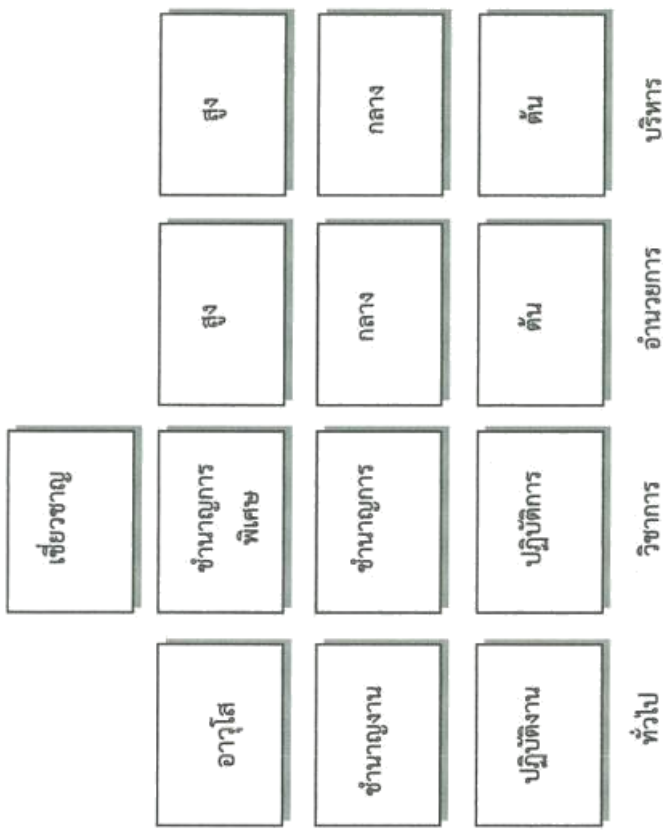 เชี่ยวชาญ
อาวุโส
ชำนาญการ
พิเศษ
สูง
สูง
ชำนาญงาน
ชำนาญการ
กลาง
กลาง
ปฏิบัติงาน
ปฏิบัติการ
ต้น
ต้น
ทั่วไป
วิชาการ
อำนวยการ
บริหาร